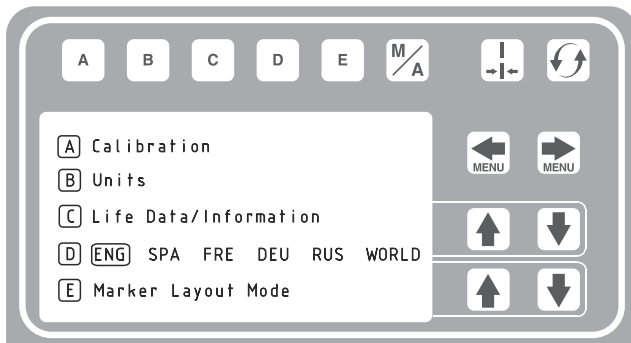 A B C D E M/A
MENU MENU
A Calibration
B Units
C Life Data/Information
D ENG SPA FRE DEU RUS WORLD
E Marker Layout Mode